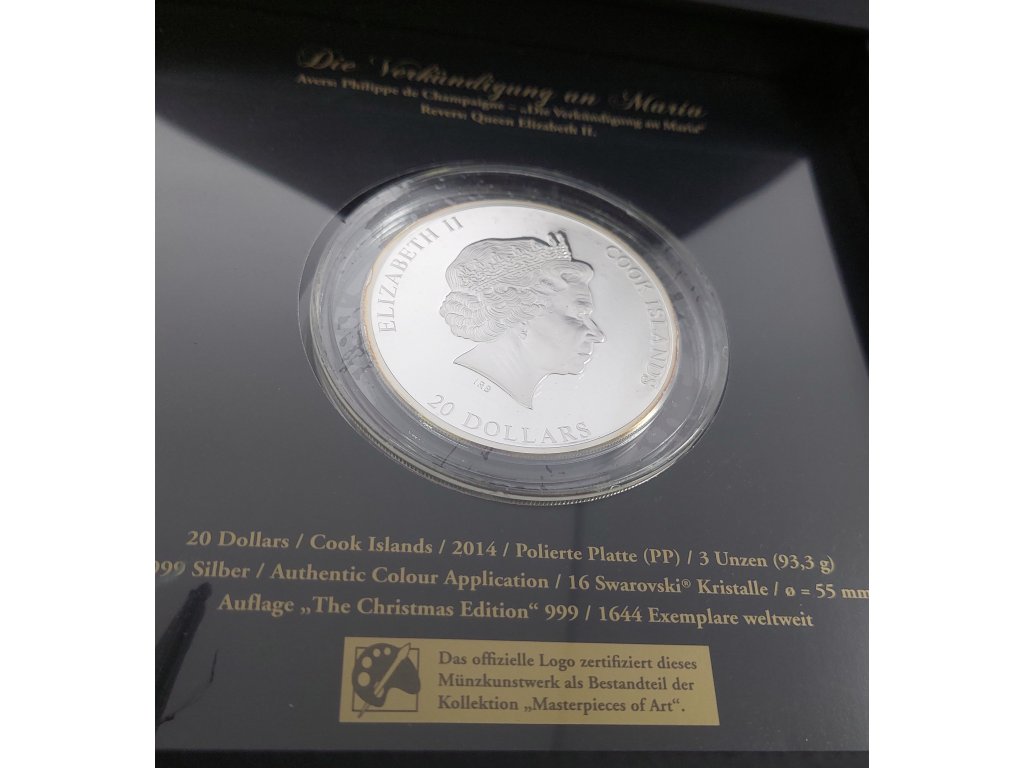 Die Verkündigung an Maria
Avers: Philippe de Champaigne – „Die Verkündigung an Maria“
Revers: Queen Elizabeth II.
ELIZABETH II
COOK ISLANDS
IRB
20 DOLLARS
20 Dollars / Cook Islands / 2014 / Polierte Platte (PP) / 3 Unzen (93,3 g)
999 Silber / Authentic Colour Application / 16 Swarovski® Kristalle / ø = 55 mm
Auflage „The Christmas Edition“ 999 / 1644 Exemplare weltweit
Das offizielle Logo zertifiziert dieses
Münzkunstwerk als Bestandteil der
Kollektion „Masterpieces of Art“.